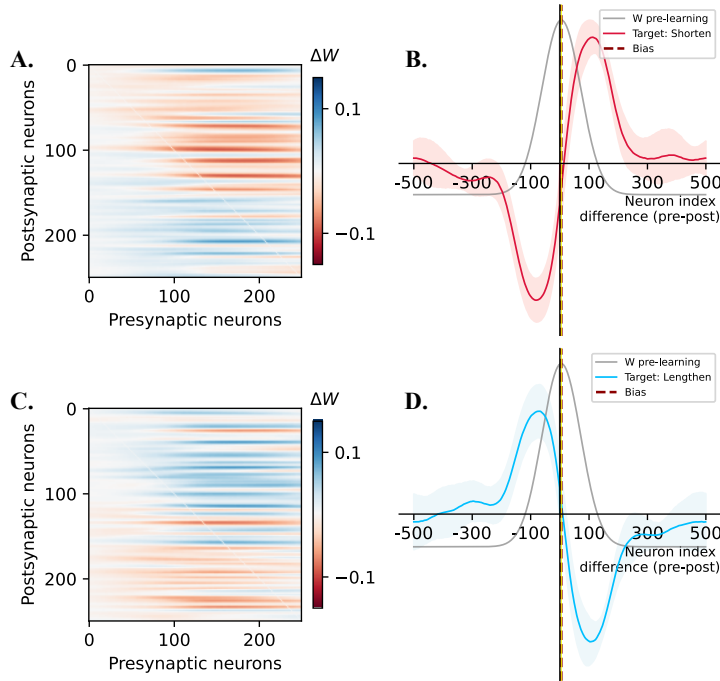 A.
ΔW
0
100
200
Postsynaptic neurons
0.1
−0.1
0 100 200
Presynaptic neurons
B.
W pre-learning
Target: Shorten
Bias
-500 -300 -100 100 300 500
Neuron index
difference (pre-post)
C.
ΔW
0
100
200
Postsynaptic neurons
0.1
−0.1
0 100 200
Presynaptic neurons
D.
W pre-learning
Target: Lengthen
Bias
-500 -300 -100 100 300 500
Neuron index
difference (pre-post)